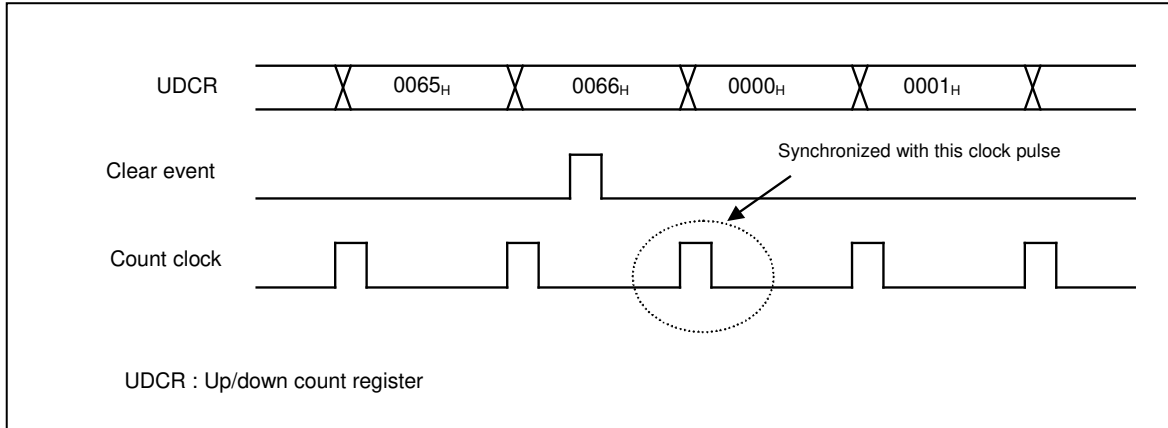 UDCR 0065H 0066H 0000H 0001H
Synchronized with this clock pulse
Clear event
Count clock
UDCR : Up/down count register